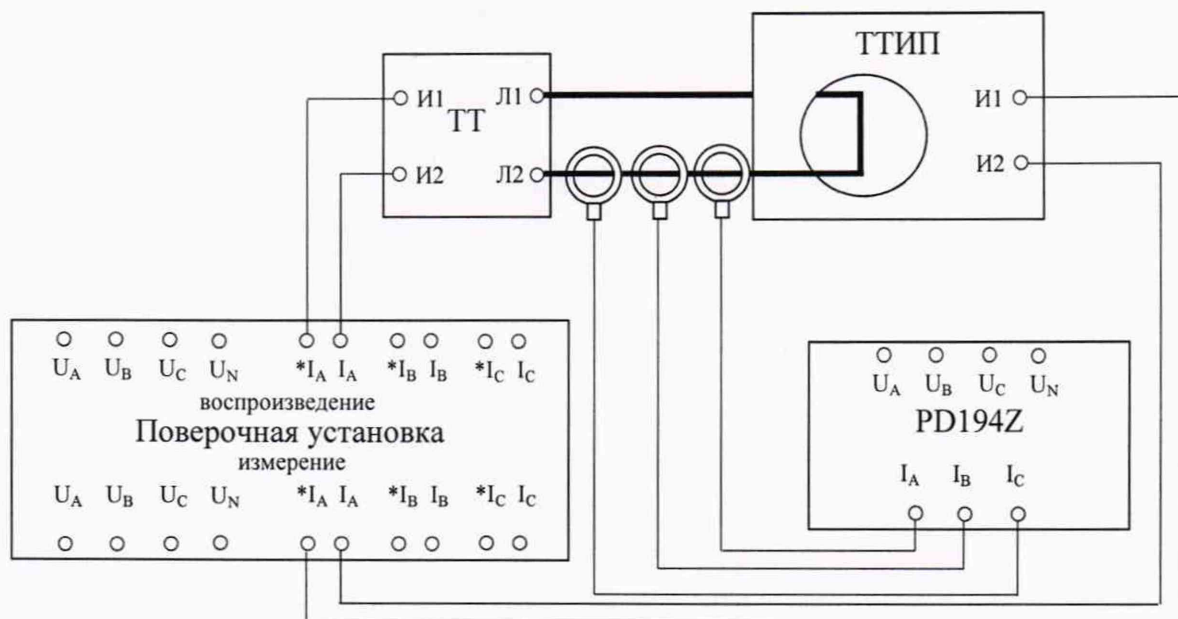 ТТИП
И1 Л1
ТТ
И2 Л2
И1
И2
U_A U_B U_C U_N *I_A I_A *I_B I_B *I_C I_C
воспроизведение
Поверочная установка
измерение
U_A U_B U_C U_N *I_A I_A *I_B I_B *I_C I_C
U_A U_B U_C U_N
PD194Z
I_A I_B I_C